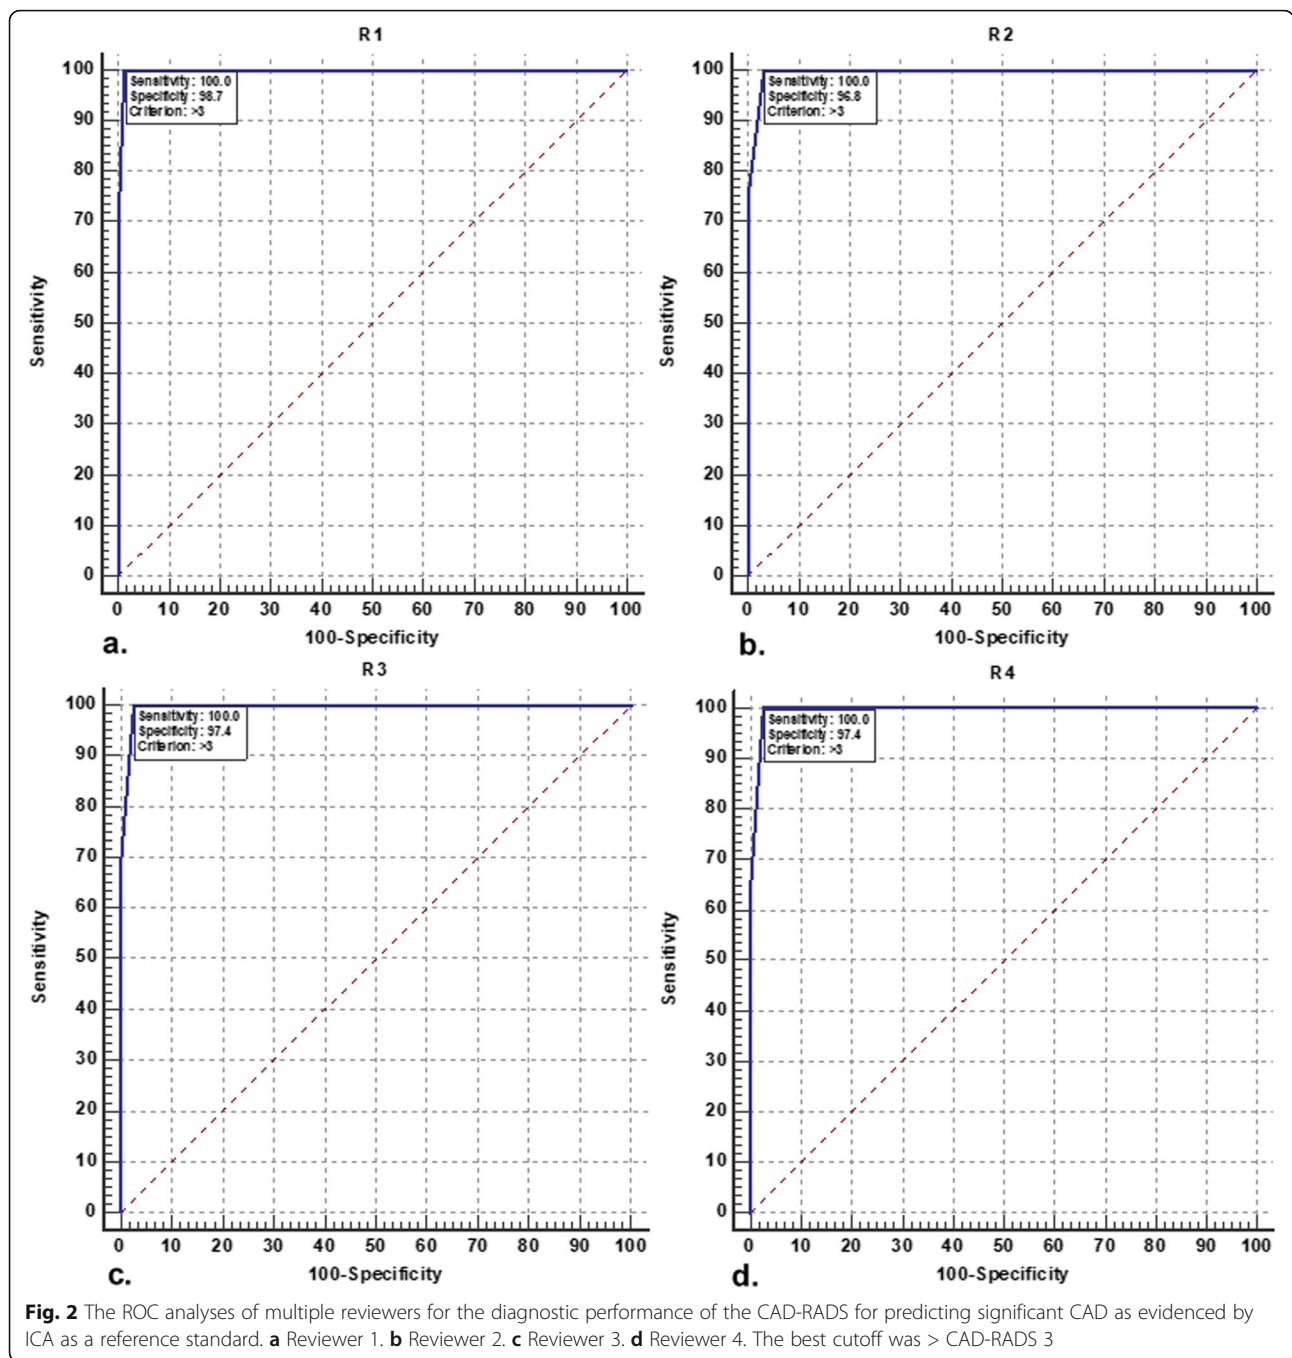 R1
Sensitivity: 100.0
Specificity: 98.7
Criterion: >3
100
90
80
70
60
50
40
30
20
10
0
Sensitivity
0 10 20 30 40 50 60 70 80 90 100
100-Specificity
a.
R2
Sensitivity: 100.0
Specificity: 96.8
Criterion: >3
100
90
80
70
60
50
40
30
20
10
0
Sensitivity
0 10 20 30 40 50 60 70 80 90 100
100-Specificity
b.
R3
Sensitivity: 100.0
Specificity: 97.4
Criterion: >3
100
90
80
70
60
50
40
30
20
10
0
Sensitivity
0 10 20 30 40 50 60 70 80 90 100
100-Specificity
c.
R4
Sensitivity: 100.0
Specificity: 97.4
Criterion: >3
100
90
80
70
60
50
40
30
20
10
0
Sensitivity
0 10 20 30 40 50 60 70 80 90 100
100-Specificity
d.
Fig. 2 The ROC analyses of multiple reviewers for the diagnostic performance of the CAD-RADS for predicting significant CAD as evidenced by
ICA as a reference standard. a Reviewer 1. b Reviewer 2. c Reviewer 3. d Reviewer 4. The best cutoff was > CAD-RADS 3